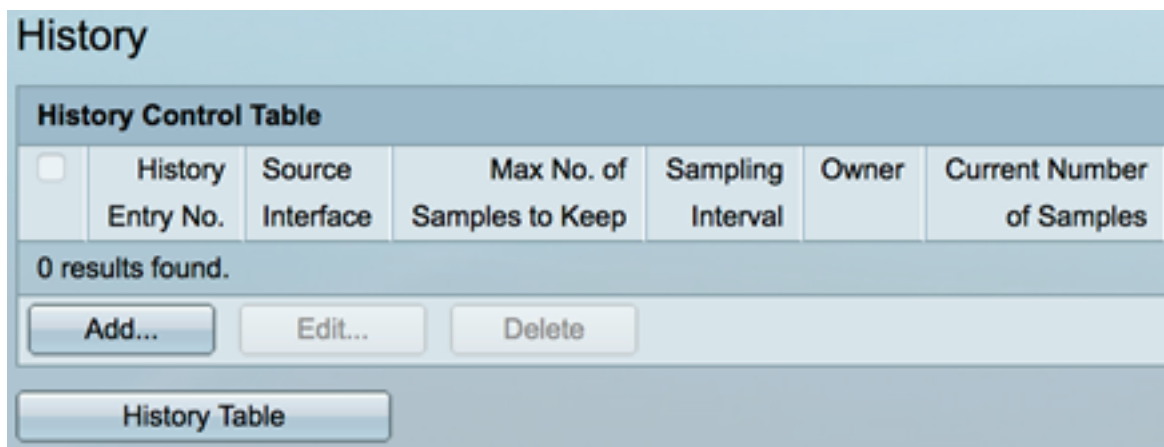 History
History Control Table
History Source Max No. of Sampling Owner Current Number
Entry No. Interface Samples to Keep Interval of Samples
0 results found.
Add... Edit... Delete
History Table